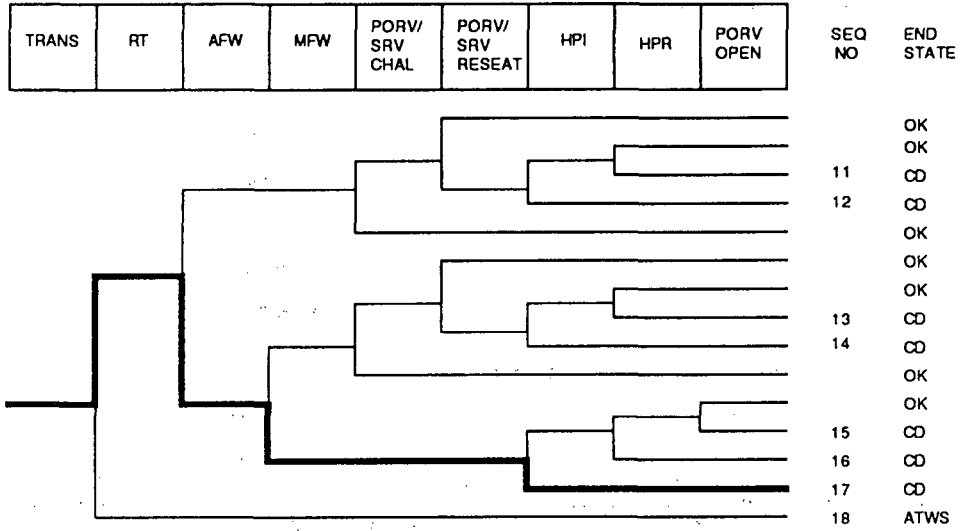 TRANS RT AFW MFW PORV/ SRV CHAL PORV/ SRV RESEAT HPI HPR PORV OPEN SEQ NO END STATE
OK
OK
11 CD
12 CD
OK
OK
OK
13 CD
14 CD
OK
OK
15 CD
16 CD
17 CD
18 ATWS